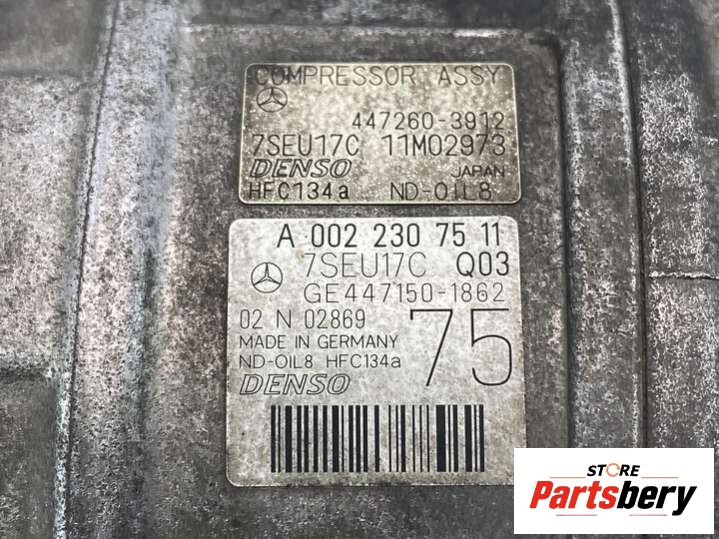 COMPRESSOR ASSY
447260-3912
7SEU17C 11M02973
DENSO JAPAN
HFC134a ND-OIL8
A 002 230 75 11
7SEU17C Q03
GE447150-1862
02 N 02869
75
MADE IN GERMANY
ND-OIL8 HFC134a
DENSO
STORE
Partsbery